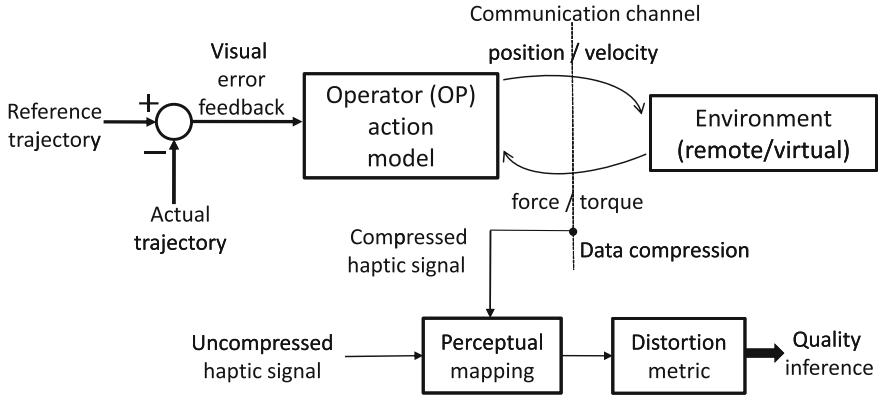 Communication channel
position / velocity
Visual
error
feedback
Reference
trajectory
+
−
Operator (OP)
action
model
Environment
(remote/virtual)
Actual
trajectory
force / torque
Compressed
haptic signal
Data compression
Uncompressed
haptic signal
Perceptual
mapping
Distortion
metric
Quality
inference